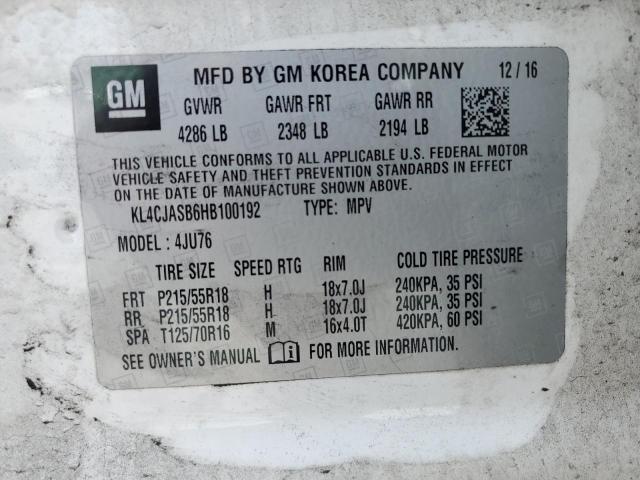 GM
MFD BY GM KOREA COMPANY 12/16
GVWR GAWR FRT GAWR RR
4286 LB 2348 LB 2194 LB
THIS VEHICLE CONFORMS TO ALL APPLICABLE U.S. FEDERAL MOTOR
VEHICLE SAFETY AND THEFT PREVENTION STANDARDS IN EFFECT
ON THE DATE OF MANUFACTURE SHOWN ABOVE.
KL4CJASB6HB100192 TYPE: MPV
MODEL: 4JU76
TIRE SIZE SPEED RTG RIM COLD TIRE PRESSURE
FRT P215/55R18 H 18x7.0J 240KPA, 35 PSI
RR P215/55R18 H 18x7.0J 240KPA, 35 PSI
SPA T125/70R16 M 16x4.0T 420KPA, 60 PSI
SEE OWNER'S MANUAL FOR MORE INFORMATION.